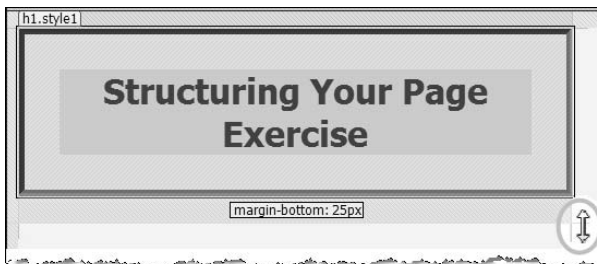 h1.style1
Structuring Your Page
Exercise
margin-bottom: 25px